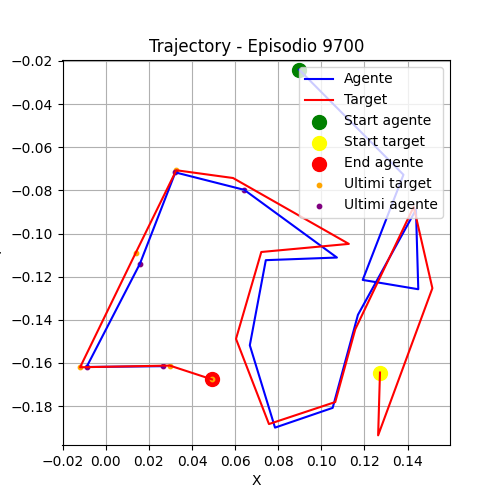 Trajectory - Episodio 9700
−0.02
−0.04
−0.06
−0.08
−0.10
−0.12
−0.14
−0.16
−0.18
−0.02
0.00
0.02
0.04
0.06
0.08
0.10
0.12
0.14
X
Agente
Target
Start agente
Start target
End agente
Ultimi target
Ultimi agente